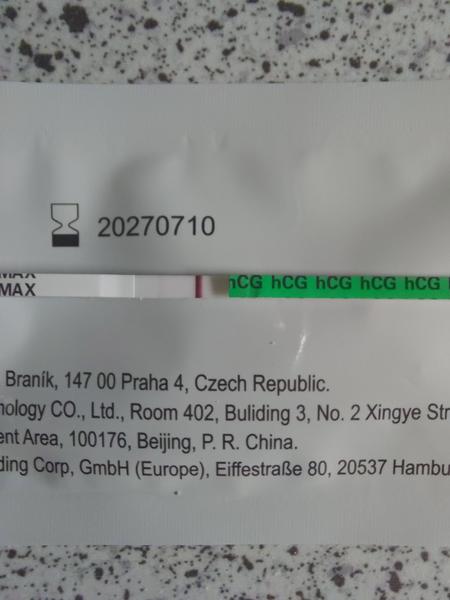 20270710
MAX
MAX
hCG hCG hCG hCG hCG
Braník, 147 00 Praha 4, Czech Republic.
nology CO., Ltd., Room 402, Buliding 3, No. 2 Xingye Str
ent Area, 100176, Beijing, P. R. China.
ding Corp, GmbH (Europe), Eiffestraße 80, 20537 Hambu